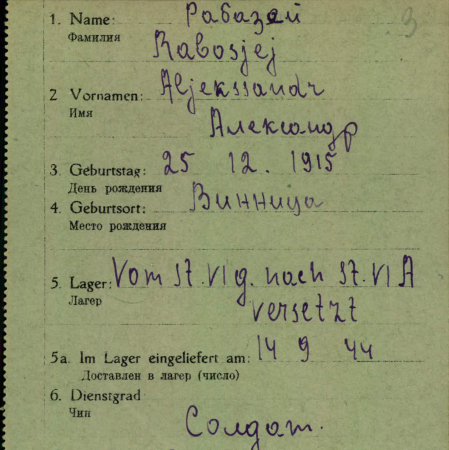 3
1. Name: Рабазей
Фамилия
Rabosjej
2 Vornamen: Aljekssandr
Имя
Александр
3. Geburtstag: 25 12. 1915
День рождения
4. Geburtsort: Винница
Место рождения
5. Lager: Vom St. VI g. nach St. VI A
Лагер
versetzt
5a. Im Lager eingeliefert am: 14 9 44
Доставлен в лагер (число)
6. Dienstgrad
Чин
Солдат.